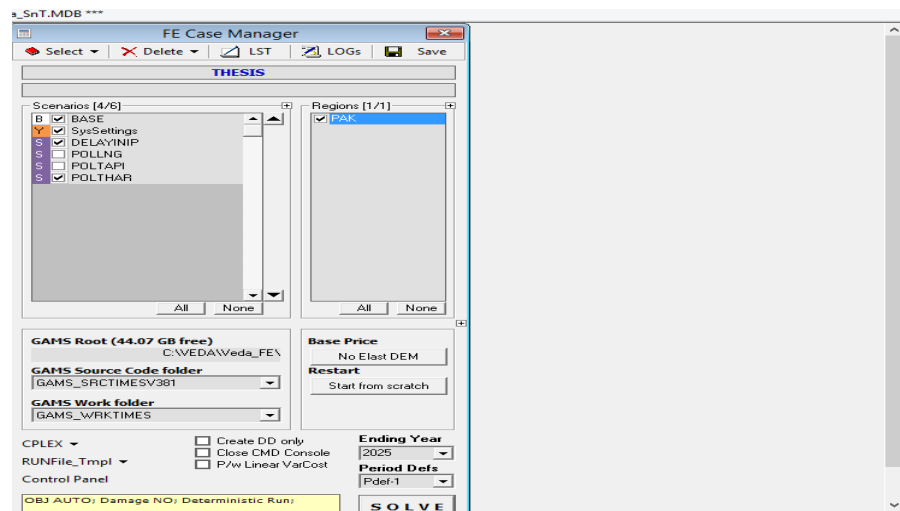 a_SnT.MDB ***
FE Case Manager
Select Delete LST LOGs Save
THESIS
Scenarios [4/6] Regions [1/1]
B BASE PAK
Y SysSettings
S DELAYINIP
S POLLNG
S POLTAPI
S POLTHAR
All None All None
GAMS Root (44.07 GB free) Base Price
C:\VEDA\Veda_FE\ No Elast DEM
GAMS Source Code folder Restart
GAMS_SRCTIMESV381 Start from scratch
GAMS Work folder
GAMS_WRKTIMES
CPLEX Create DD only Ending Year
Close CMD Console 2025
RUNFile_Tmpl P/w Linear VarCost Period Defs
Control Panel Pdef-1
OBJ AUTO; Damage NO; Deterministic Run; SOLVE